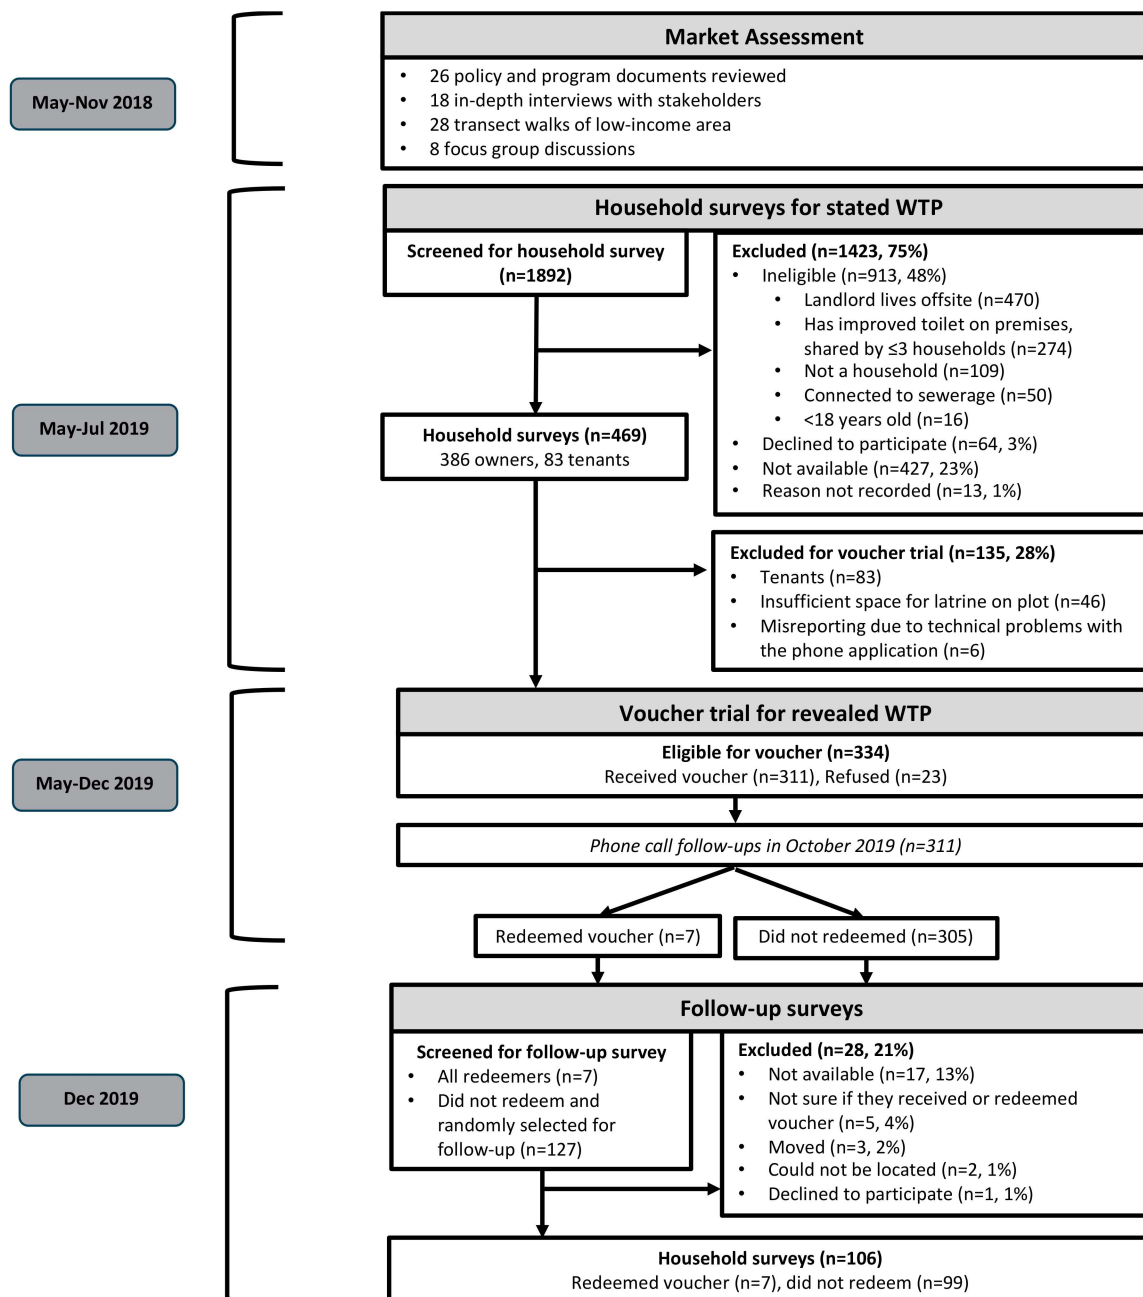 Market Assessment
• 26 policy and program documents reviewed
• 18 in-depth interviews with stakeholders
• 28 transect walks of low-income area
• 8 focus group discussions
May-Nov 2018
Household surveys for stated WTP
Screened for household survey
(n=1892)
Excluded (n=1423, 75%)
• Ineligible (n=913, 48%)
• Landlord lives offsite (n=470)
• Has improved toilet on premises,
shared by ≤3 households (n=274)
• Not a household (n=109)
• Connected to sewerage (n=50)
• <18 years old (n=16)
• Declined to participate (n=64, 3%)
• Not available (n=427, 23%)
• Reason not recorded (n=13, 1%)
May-Jul 2019
Household surveys (n=469)
386 owners, 83 tenants
Excluded for voucher trial (n=135, 28%)
• Tenants (n=83)
• Insufficient space for latrine on plot (n=46)
• Misreporting due to technical problems with
the phone application (n=6)
Voucher trial for revealed WTP
May-Dec 2019
Eligible for voucher (n=334)
Received voucher (n=311), Refused (n=23)
Phone call follow-ups in October 2019 (n=311)
Redeemed voucher (n=7)
Did not redeemed (n=305)
Follow-up surveys
Dec 2019
Screened for follow-up survey
• All redeemers (n=7)
• Did not redeem and
randomly selected for
follow-up (n=127)
Excluded (n=28, 21%)
• Not available (n=17, 13%)
• Not sure if they received or redeemed
voucher (n=5, 4%)
• Moved (n=3, 2%)
• Could not be located (n=2, 1%)
• Declined to participate (n=1, 1%)
Household surveys (n=106)
Redeemed voucher (n=7), did not redeem (n=99)